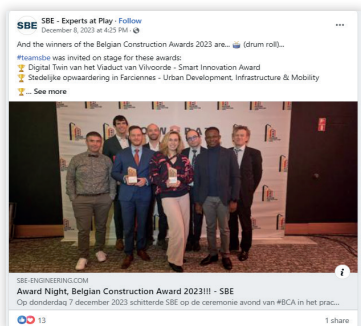 SBE
SBE - Experts at Play · Follow
December 8, 2023 at 4:25 PM ·
And the winners of the Belgian Construction Awards 2023 are... 🥁 (drum roll)...
#teamsbe was invited on stage for these awards:
🏆 Digital Twin van het Viaduct van Vilvoorde - Smart Innovation Award
🏆 Stedelijke opwaardering in Farciennes - Urban Development, Infrastructure & Mobility
🏆... See more
SBE-ENGINEERING.COM
Award Night, Belgian Construction Award 2023!!! - SBE
Op donderdag 7 december 2023 schitterde SBE op de ceremonie avond van #BCA in het prac...
13
1 share